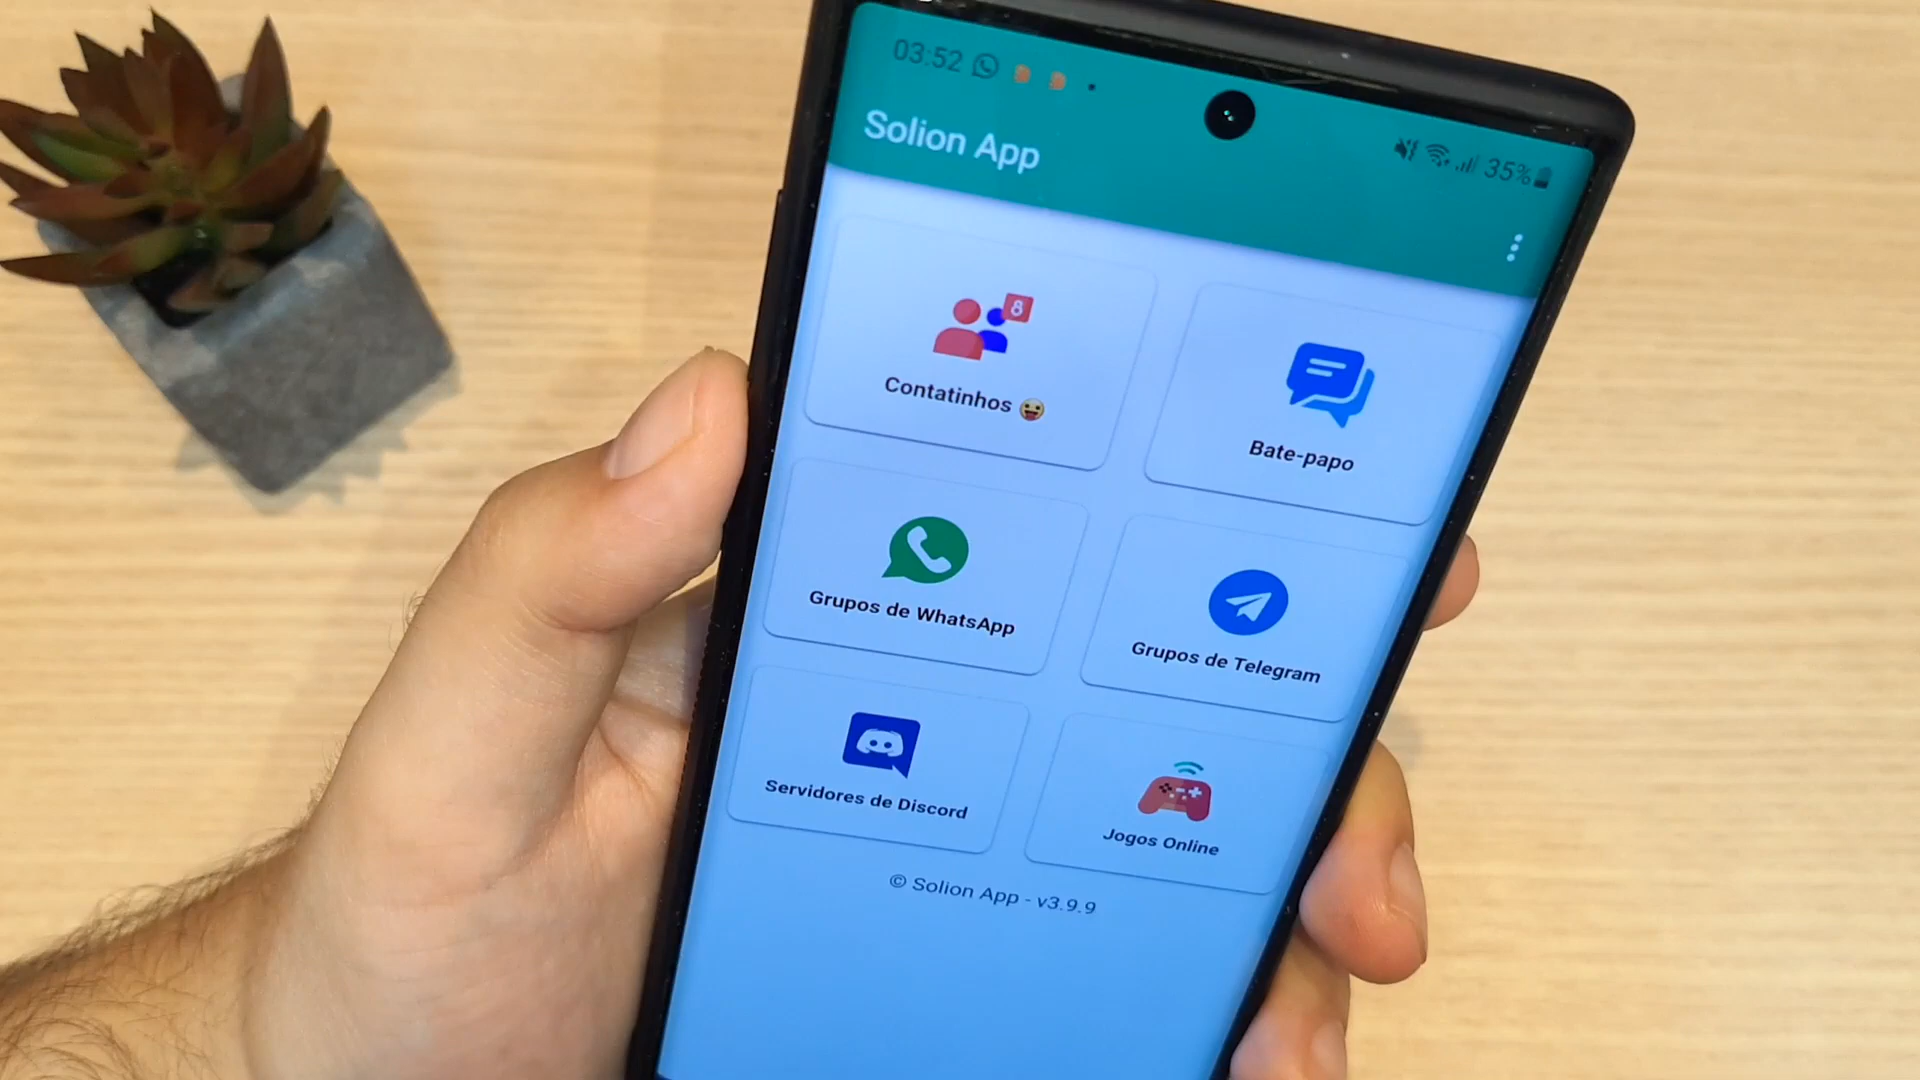 03:52
35%
Solion App
8
Contatinhos 😛
Bate-papo
Grupos de WhatsApp
Grupos de Telegram
Servidores de Discord
Jogos Online
© Solion App - v3.9.9